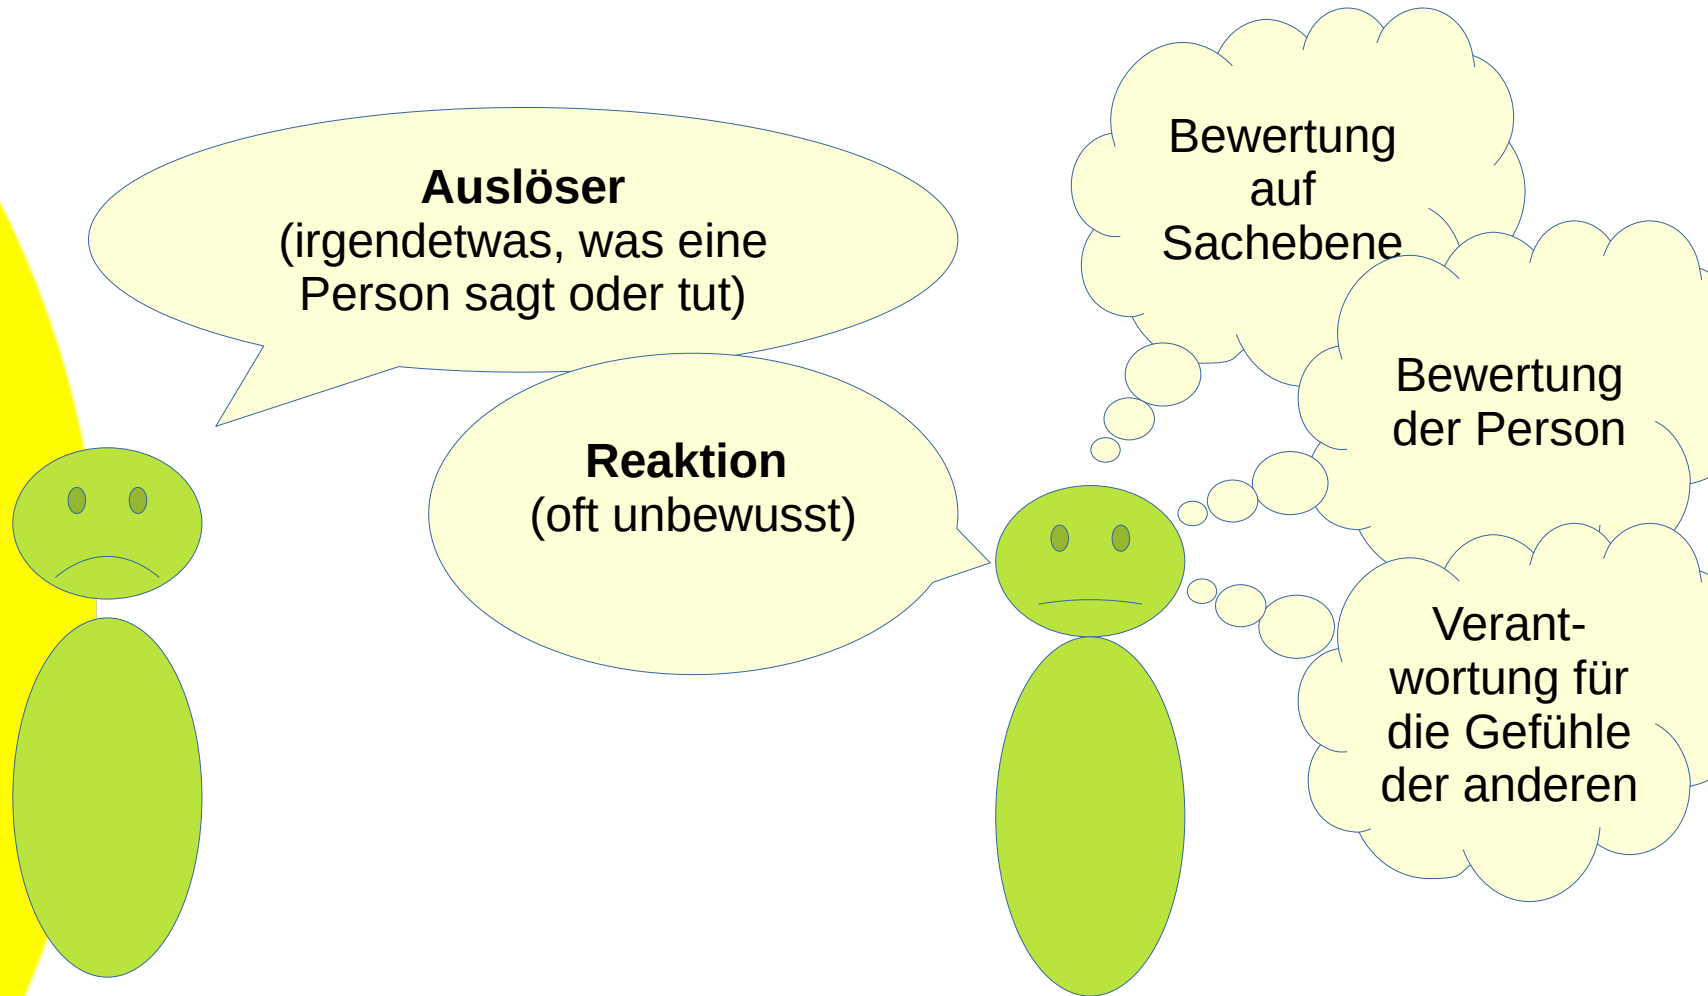 Auslöser
(irgendetwas, was eine
Person sagt oder tut)
Reaktion
(oft unbewusst)
Bewertung
auf
Sachebene
Bewertung
der Person
Verant-
wortung für
die Gefühle
der anderen